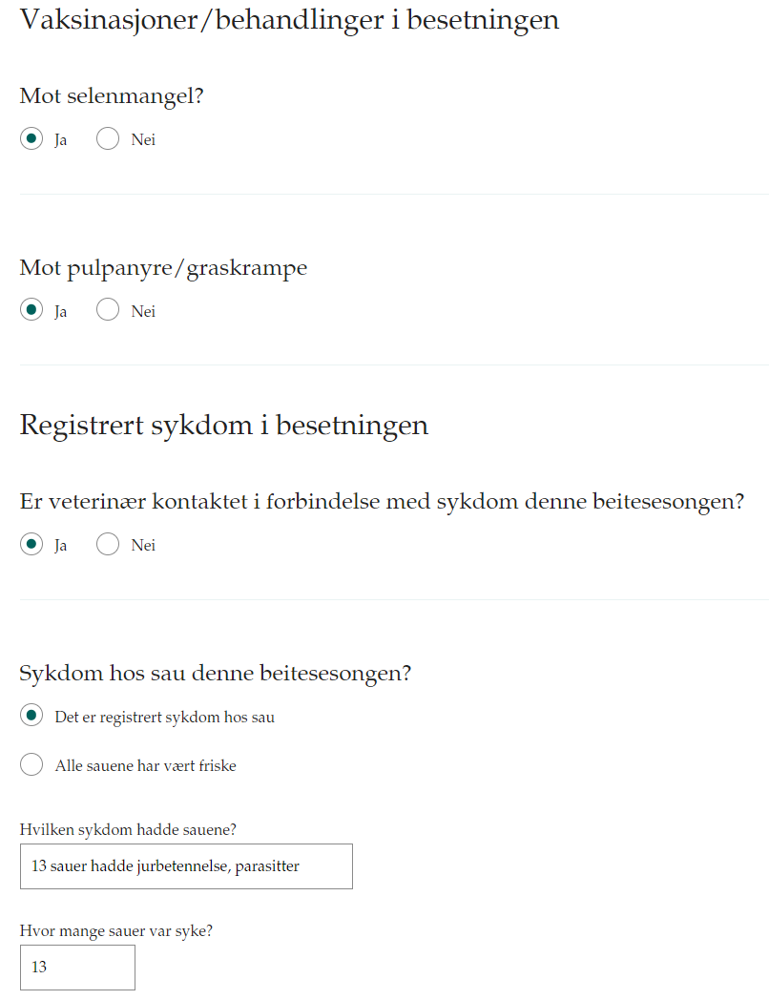 Vaksinasjoner/behandlinger i besetningen
Mot selenmangel?
Ja Nei
Mot pulpanyre/graskrampe
Ja Nei
Registrert sykdom i besetningen
Er veterinær kontaktet i forbindelse med sykdom denne beitesesongen?
Ja Nei
Sykdom hos sau denne beitesesongen?
Det er registrert sykdom hos sau
Alle sauene har vært friske
Hvilken sykdom hadde sauene?
13 sauer hadde jurbetennelse, parasitter
Hvor mange sauer var syke?
13